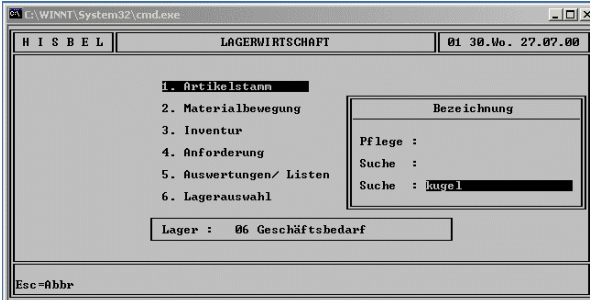 C:\WINNT\System32\cmd.exe
H I S B E L LAGERWIRTSCHAFT 01 30.Wo. 27.07.00
1. Artikelstamm
2. Materialbewegung
3. Inventur
4. Anforderung
5. Auswertungen/ Listen
6. Lagerauswahl
Bezeichnung
Pflege :
Suche :
Suche : kugel
Lager : 06 Geschäftsbedarf
Esc=Abbr